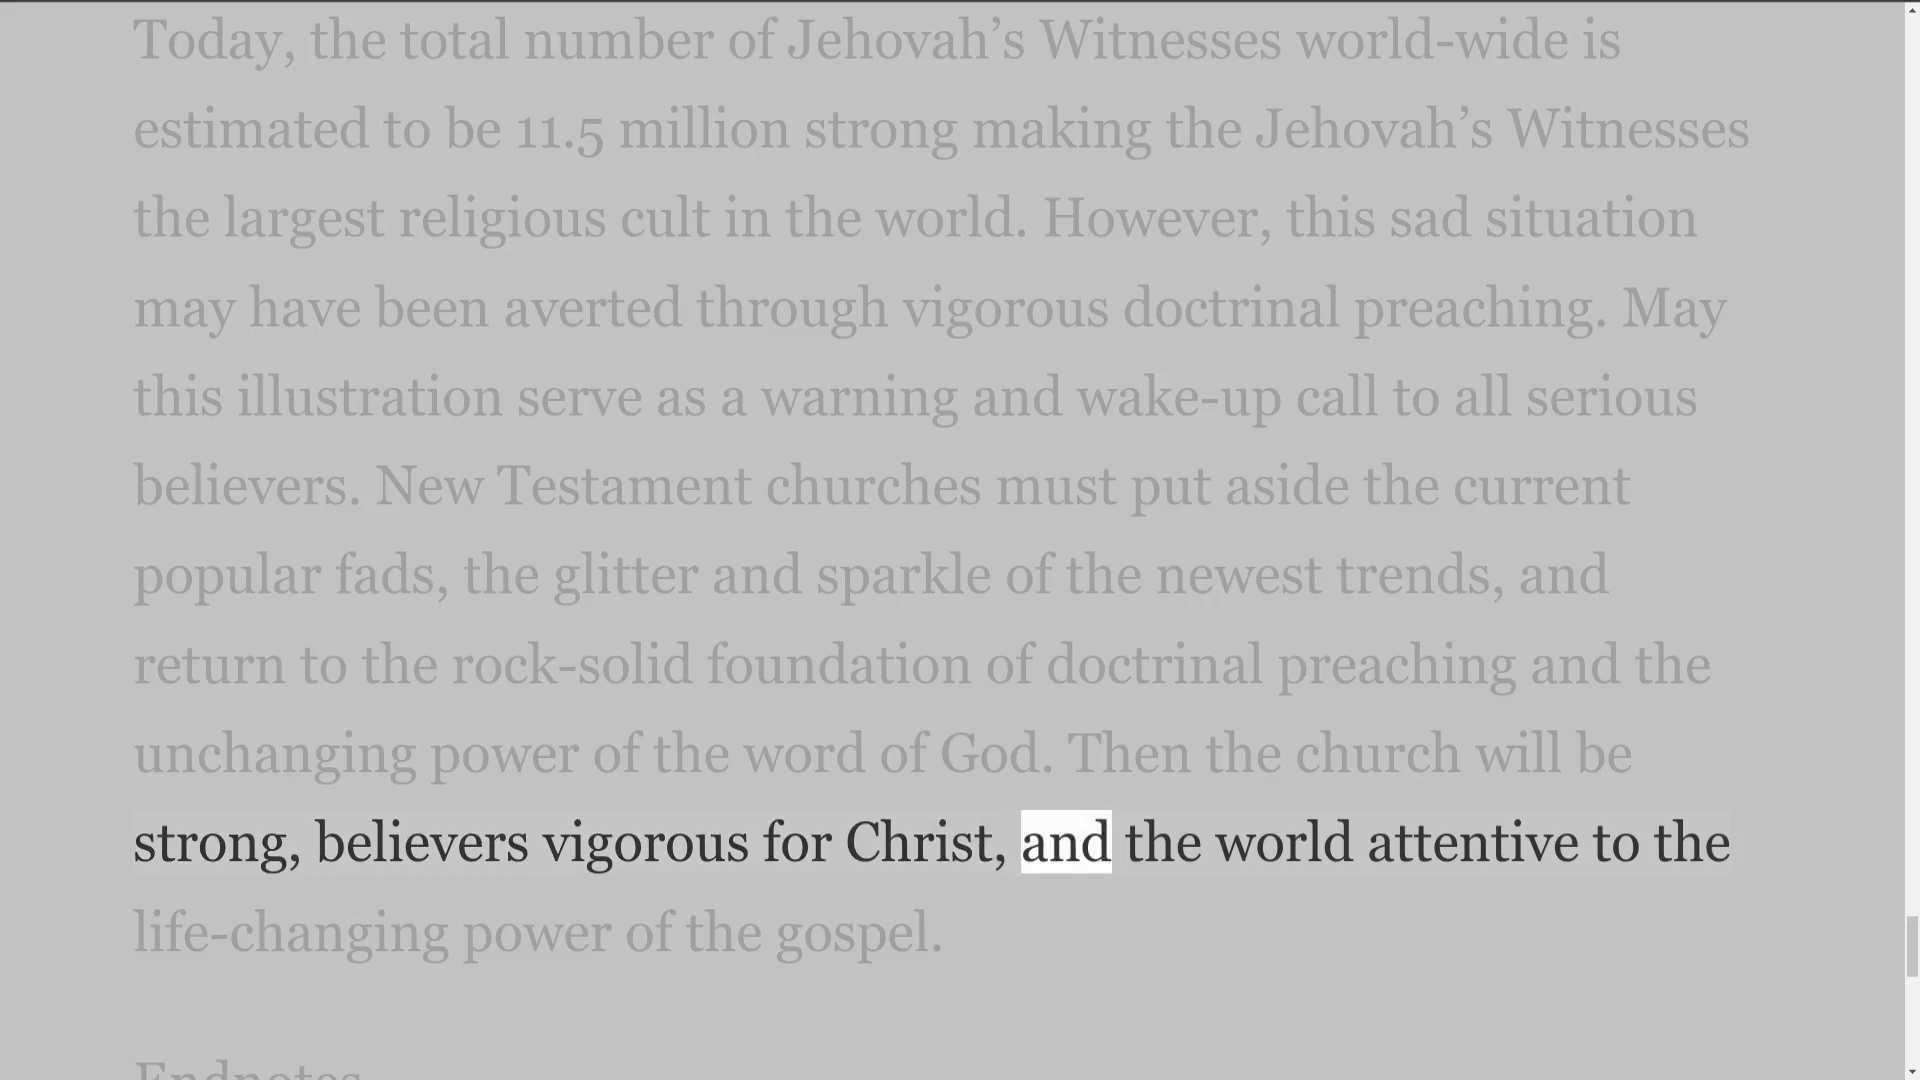 Today, the total number of Jehovah’s Witnesses world-wide is
estimated to be 11.5 million strong making the Jehovah’s Witnesses
the largest religious cult in the world. However, this sad situation
may have been averted through vigorous doctrinal preaching. May
this illustration serve as a warning and wake-up call to all serious
believers. New Testament churches must put aside the current
popular fads, the glitter and sparkle of the newest trends, and
return to the rock-solid foundation of doctrinal preaching and the
unchanging power of the word of God. Then the church will be
strong, believers vigorous for Christ, and the world attentive to the
life-changing power of the gospel.
Endnotes